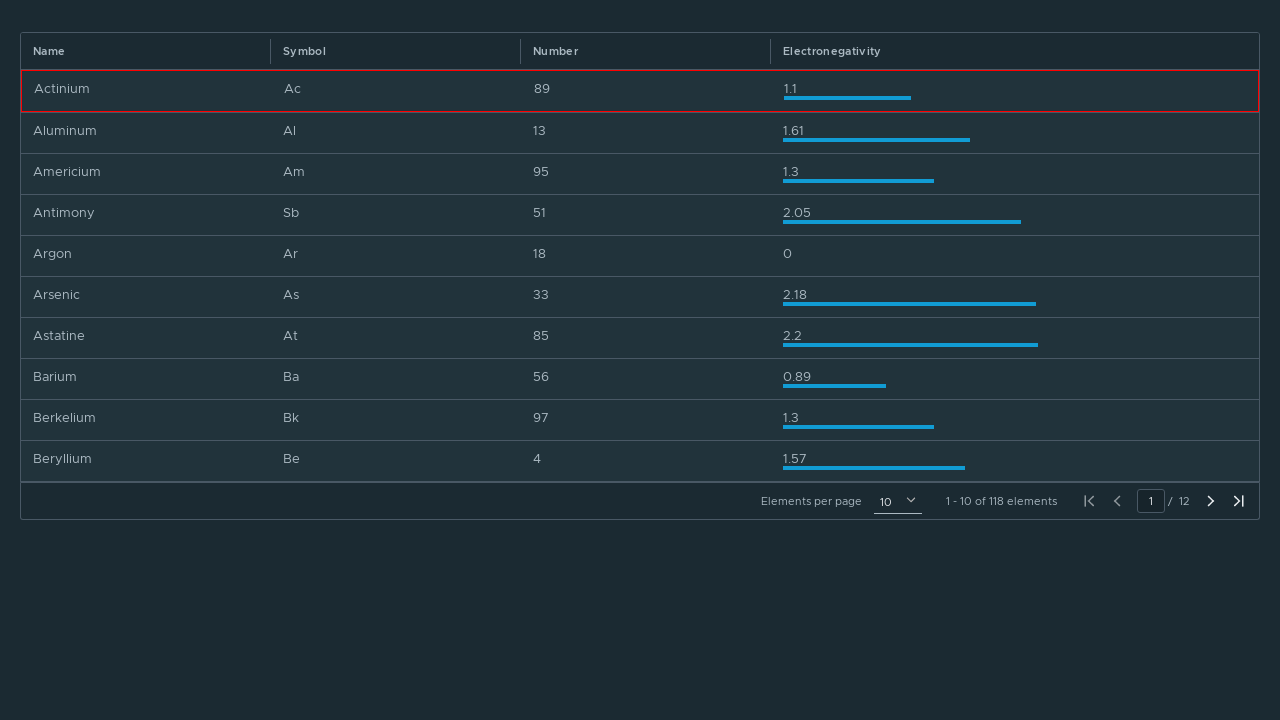 Name Symbol Number Electronegativity
Actinium Ac 89 1.1
Aluminum Al 13 1.61
Americium Am 95 1.3
Antimony Sb 51 2.05
Argon Ar 18 0
Arsenic As 33 2.18
Astatine At 85 2.2
Barium Ba 56 0.89
Berkelium Bk 97 1.3
Beryllium Be 4 1.57
Elements per page 10 1 - 10 of 118 elements 1 / 12